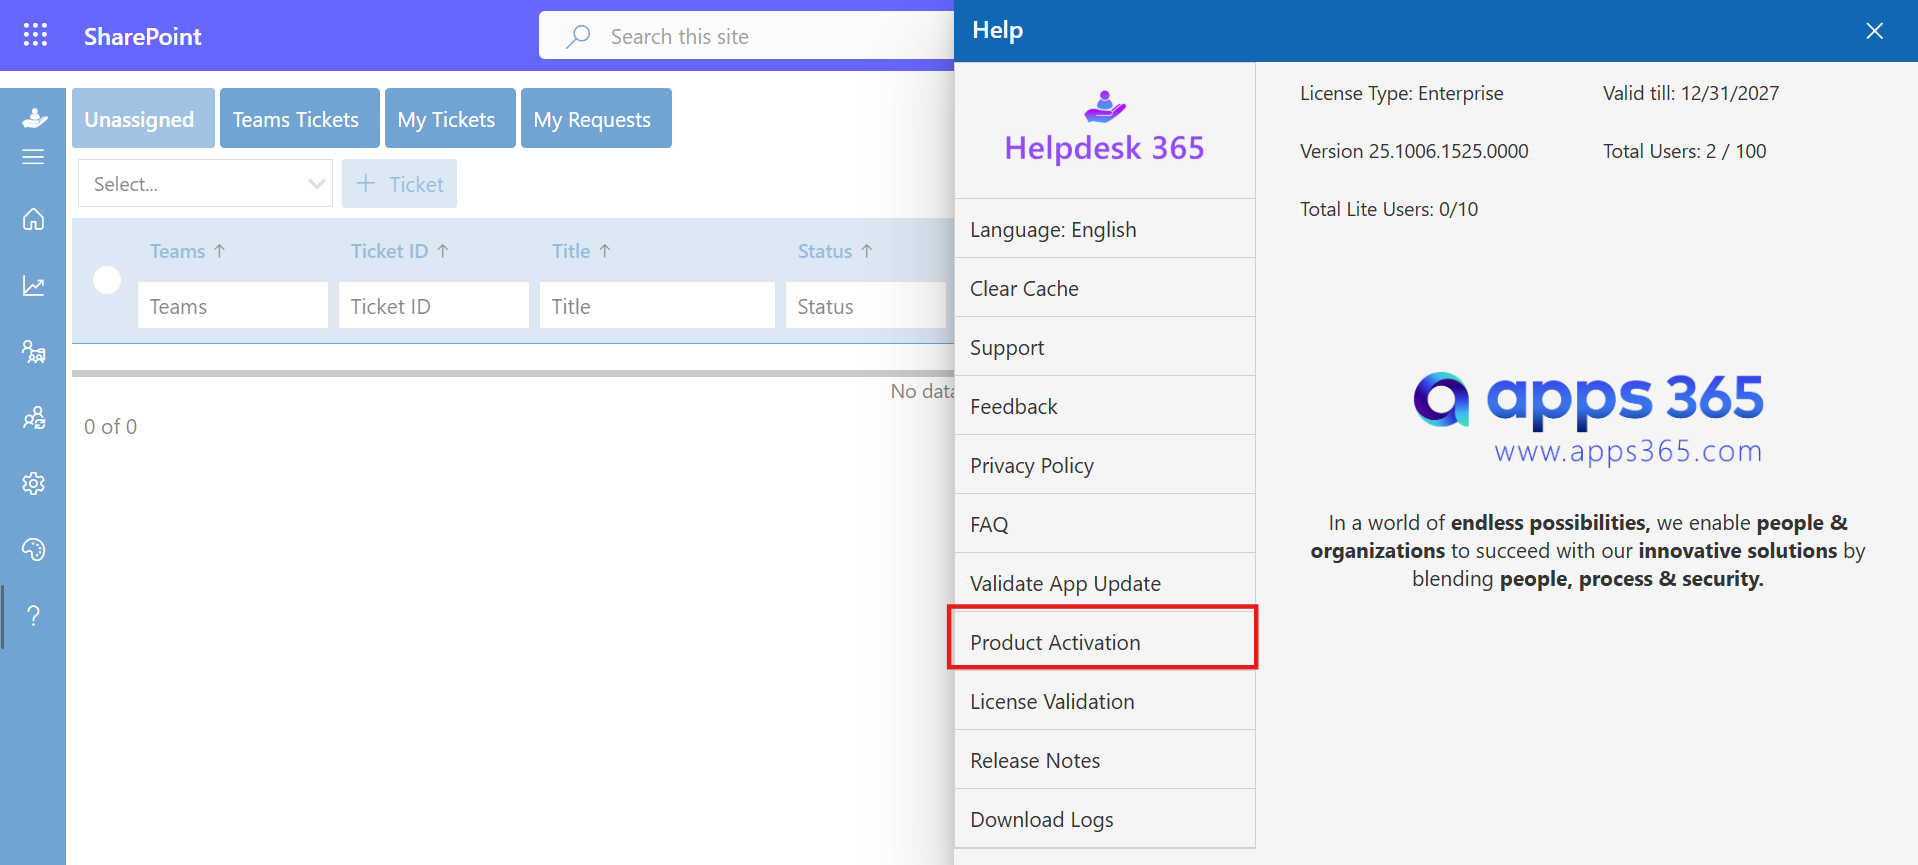 SharePoint
Search this site
Help
Unassigned
Teams Tickets
My Tickets
My Requests
Select...
Ticket
Teams
Ticket ID
Title
Status
Teams
Ticket ID
Title
Status
No data
0 of 0
Helpdesk 365
Language: English
Clear Cache
Support
Feedback
Privacy Policy
FAQ
Validate App Update
Product Activation
License Validation
Release Notes
Download Logs
License Type: Enterprise
Valid till: 12/31/2027
Version 25.1006.1525.0000
Total Users: 2 / 100
Total Lite Users: 0/10
apps 365
www.apps365.com
In a world of endless possibilities, we enable people &
organizations to succeed with our innovative solutions by
blending people, process & security.